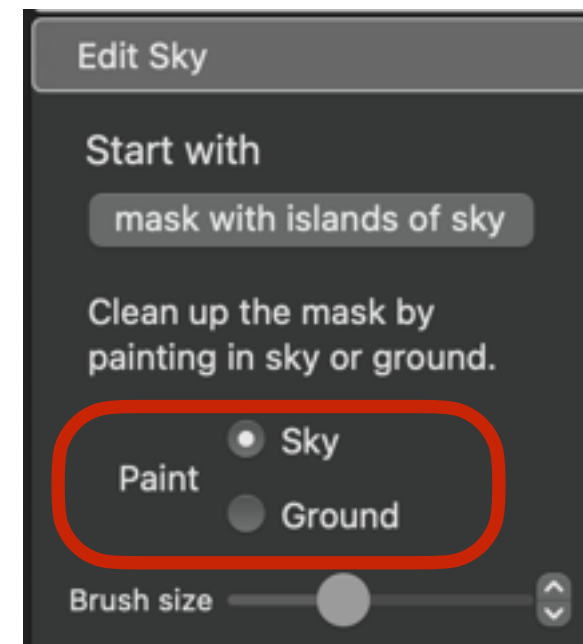 Edit Sky
Start with
mask with islands of sky
Clean up the mask by
painting in sky or ground.
Sky
Paint
Ground
Brush size